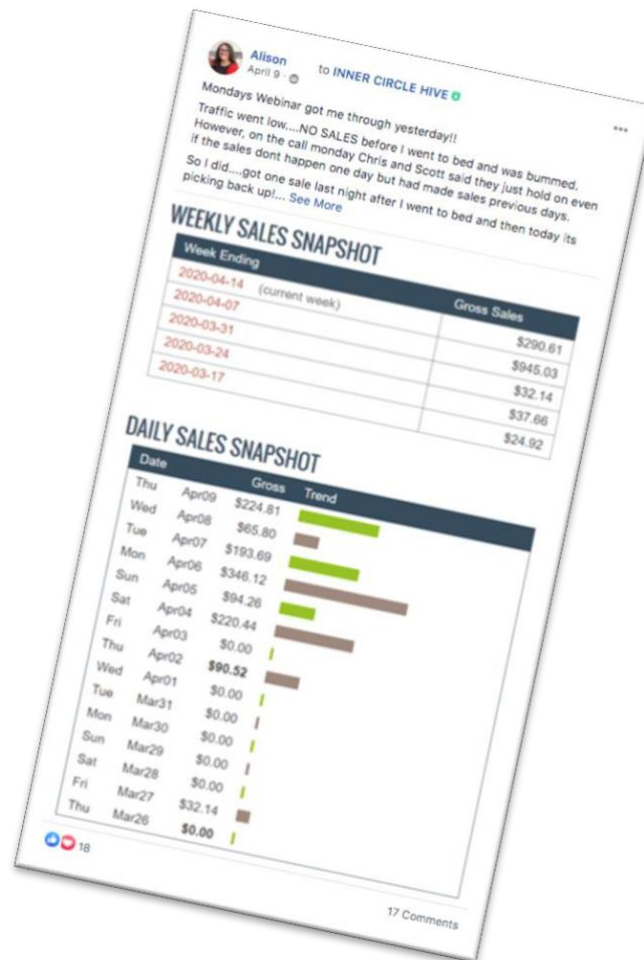 Alison to INNER CIRCLE HIVE
April 9 ·
Mondays Webinar got me through yesterday!!
Traffic went low....NO SALES before I went to bed and was bummed.
However, on the call monday Chris and Scott said they just hold on even
if the sales dont happen one day but had made sales previous days.
So I did....got one sale last night after I went to bed and then today its
picking back up!... See More
WEEKLY SALES SNAPSHOT
Week Ending Gross Sales
2020-04-14 (current week) $290.61
2020-04-07 $945.03
2020-03-31 $32.14
2020-03-24 $37.66
2020-03-17 $24.92
DAILY SALES SNAPSHOT
Date Gross Trend
Thu Apr09 $224.81
Wed Apr08 $65.80
Tue Apr07 $193.69
Mon Apr06 $346.12
Sun Apr05 $94.26
Sat Apr04 $220.44
Fri Apr03 $0.00
Thu Apr02 $90.52
Wed Apr01 $0.00
Tue Mar31 $0.00
Mon Mar30 $0.00
Sun Mar29 $0.00
Sat Mar28 $0.00
Fri Mar27 $32.14
Thu Mar26 $0.00
18
17 Comments